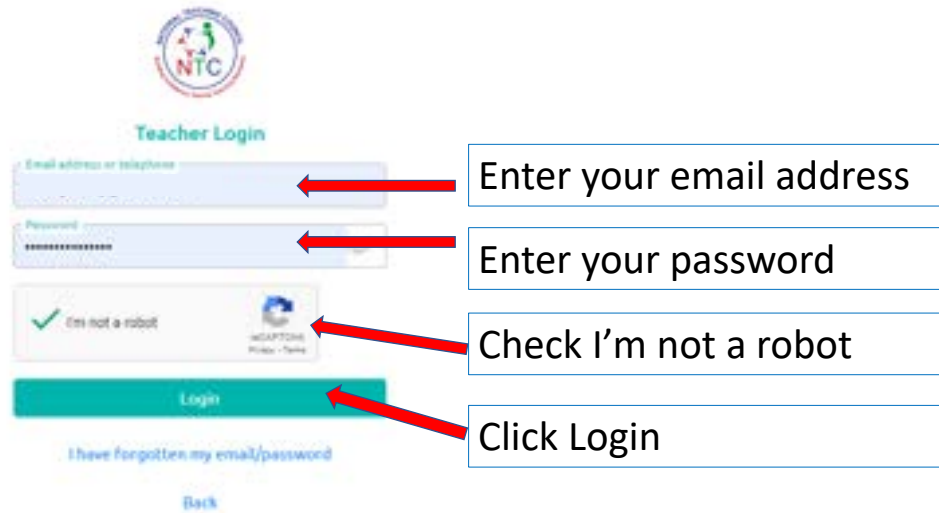 NTC
Teacher Login
Email address or telephone
Enter your email address
Password
Enter your password
I'm not a robot
reCAPTCHA
Privacy - Terms
Check I’m not a robot
Login
Click Login
I have forgotten my email/password
Back